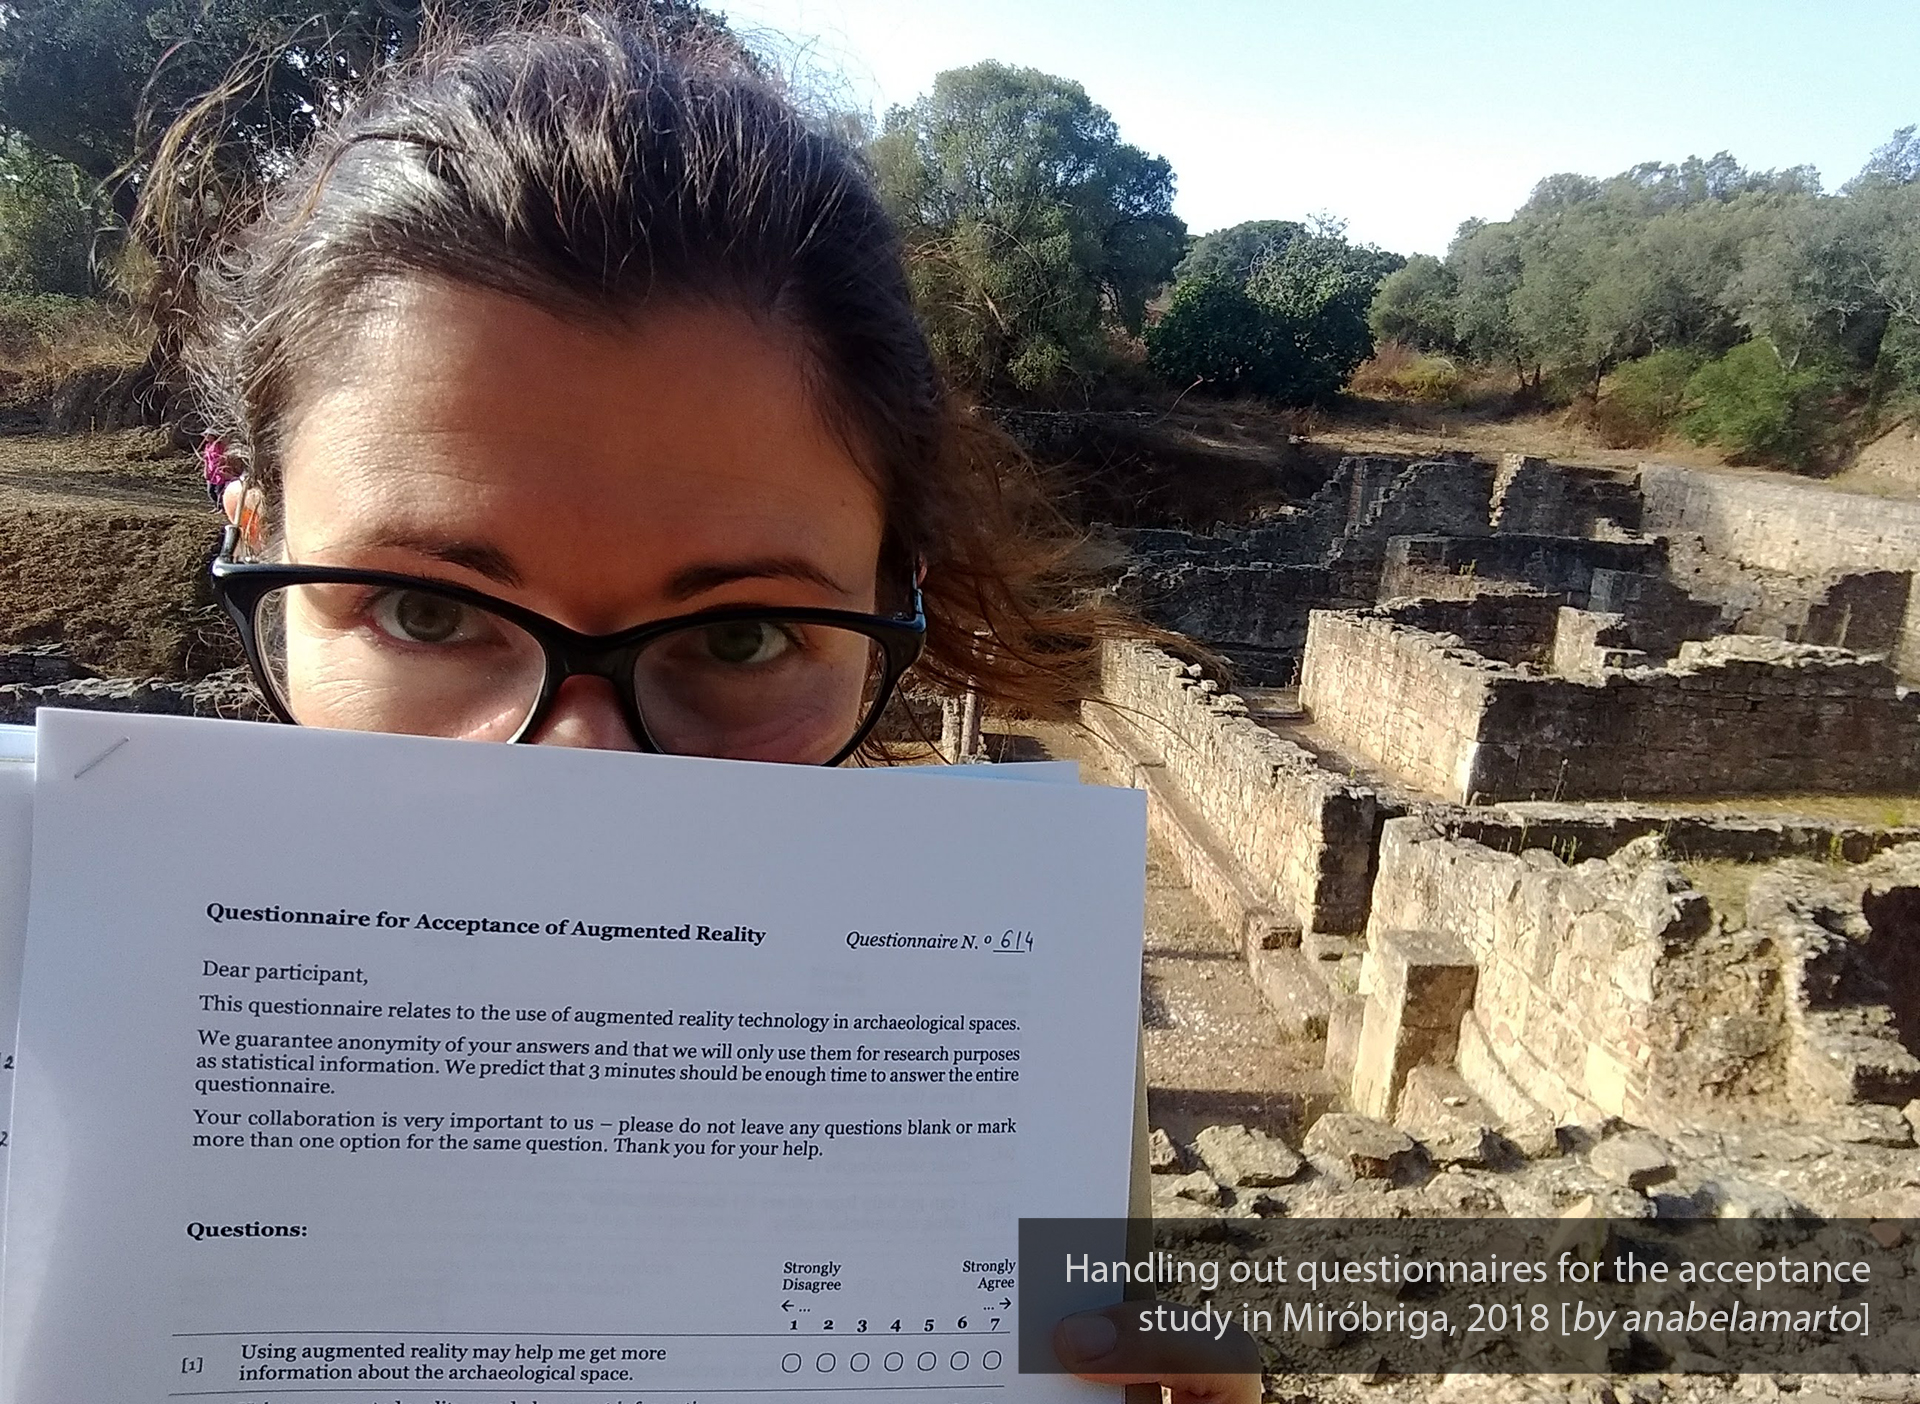 Questionnaire for Acceptance of Augmented Reality
Questionnaire N.º 614
Dear participant,
This questionnaire relates to the use of augmented reality technology in archaeological spaces.
We guarantee anonymity of your answers and that we will only use them for research purposes
as statistical information. We predict that 3 minutes should be enough time to answer the entire
questionnaire.
Your collaboration is very important to us – please do not leave any questions blank or mark
more than one option for the same question. Thank you for your help.
Questions:
Strongly Strongly
Disagree Agree
← ... ... →
1 2 3 4 5 6 7
[1] Using augmented reality may help me get more
information about the archaeological space.
Handling out questionnaires for the acceptance
study in Miróbriga, 2018 [by anabelamarto]